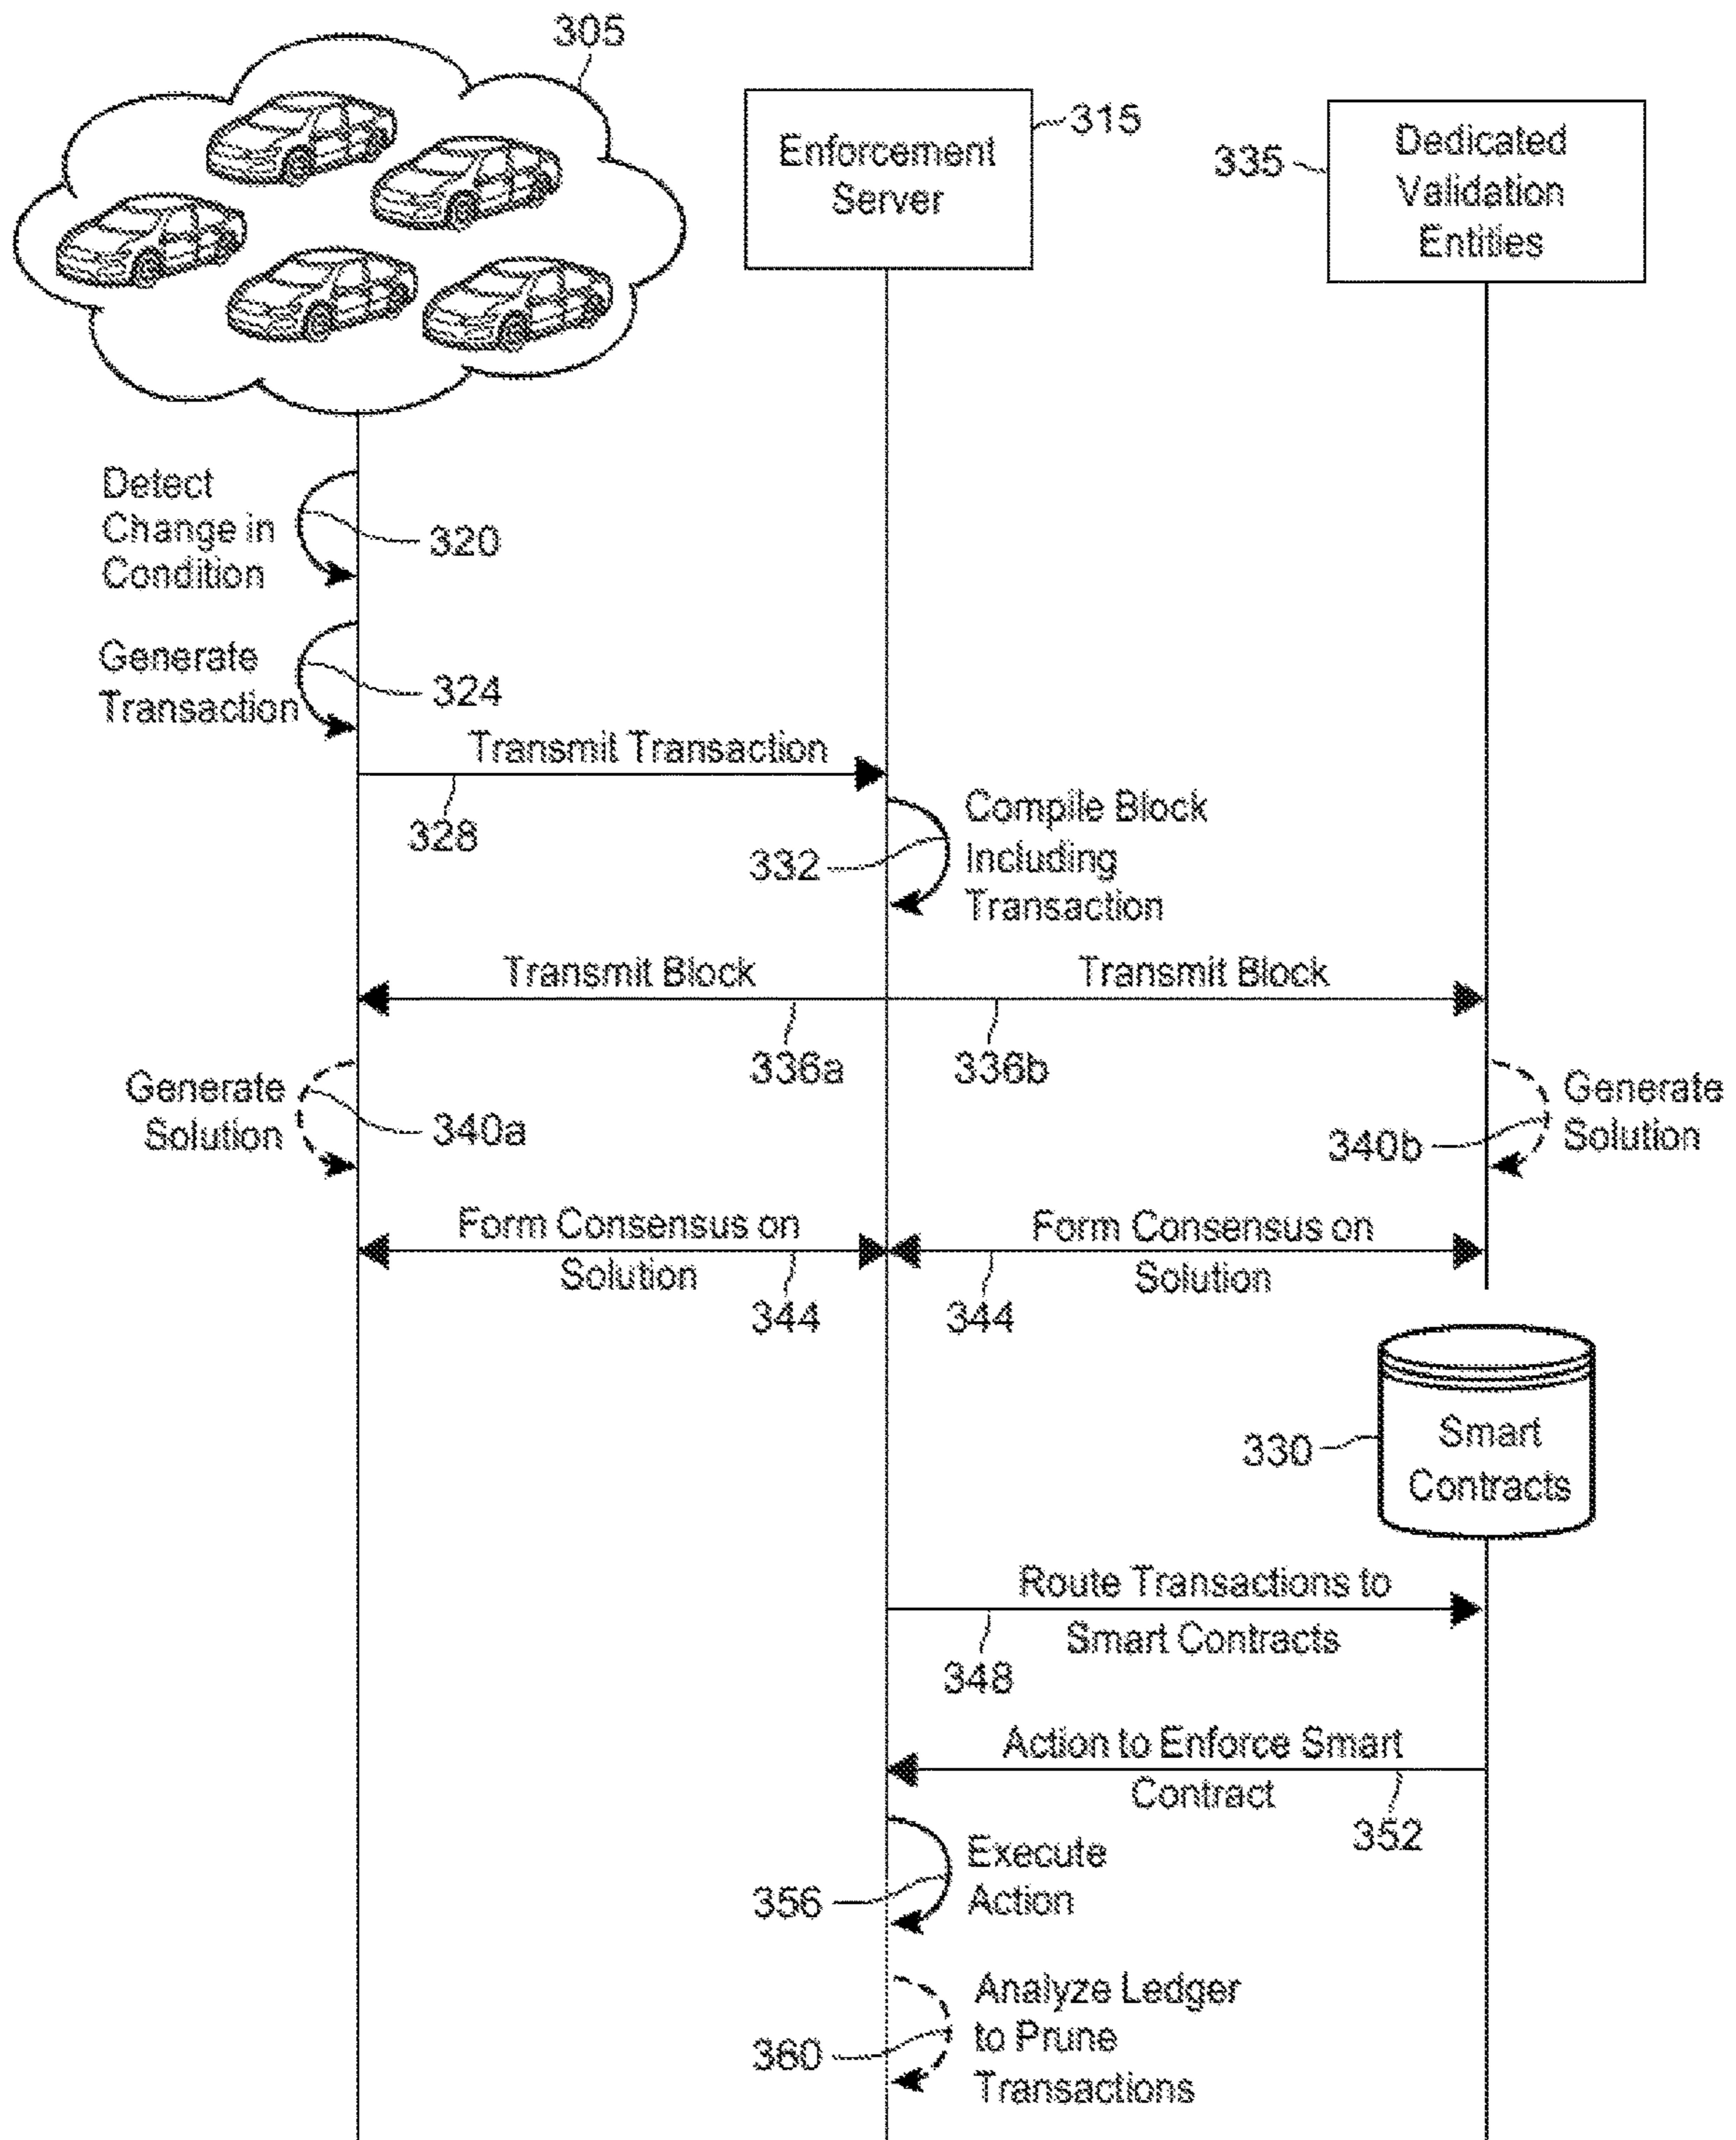 305
Enforcement
Server
315
335
Dedicated
Validation
Entities
Detect
Change in
Condition
320
Generate
Transaction
324
Transmit Transaction
328
332
Compile Block
Including
Transaction
Transmit Block
Transmit Block
336a
336b
Generate
Solution
340a
340b
Generate
Solution
Form Consensus on
Solution
Form Consensus on
Solution
344
344
330
Smart
Contracts
Route Transactions to
Smart Contracts
348
Action to Enforce Smart
Contract
352
356
Execute
Action
360
Analyze Ledger
to Prune
Transactions